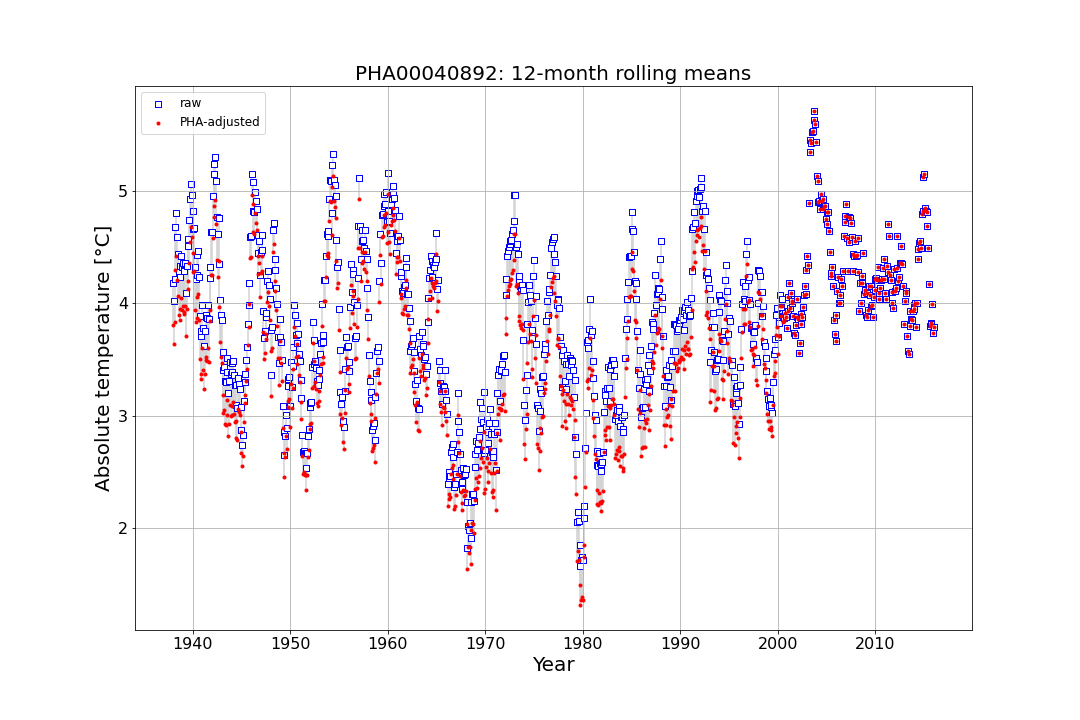 PHA00040892: 12-month rolling means
raw
PHA-adjusted
Absolute temperature [°C]
5
4
3
2
1940 1950 1960 1970 1980 1990 2000 2010
Year